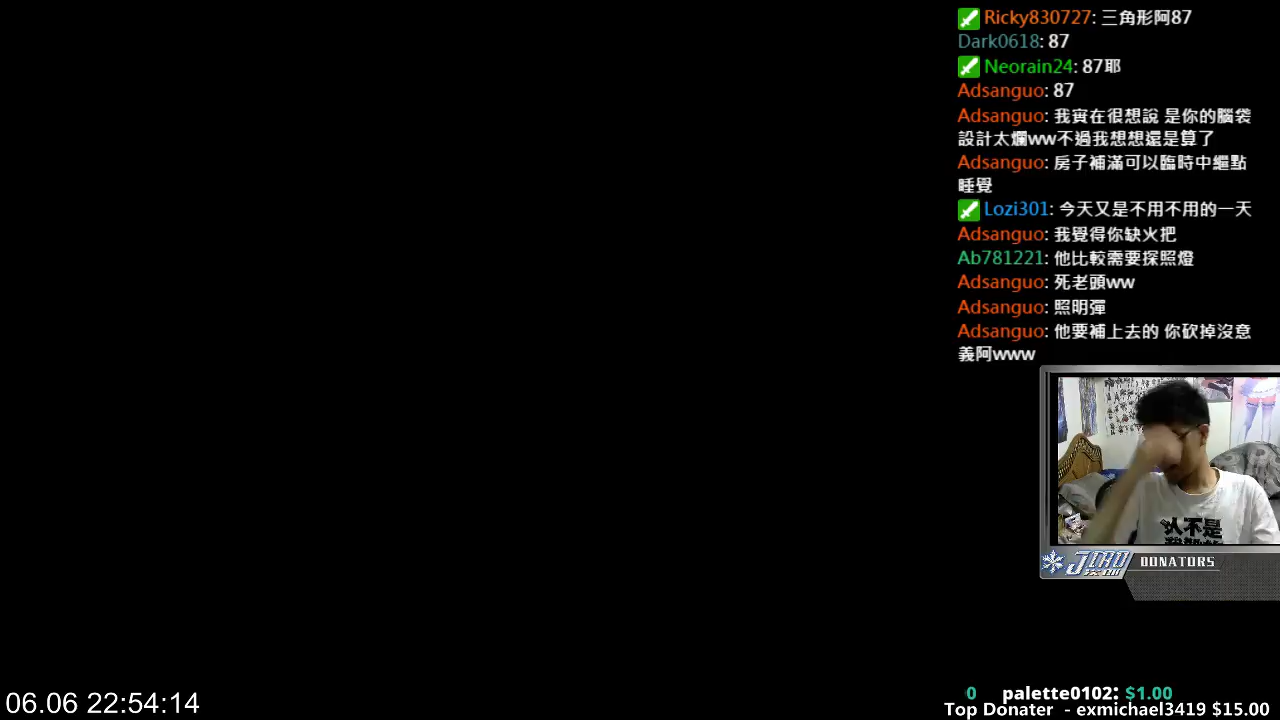 Ricky830727: 三角形阿87
Dark0618: 87
Neorain24: 87耶
Adsanguo: 87
Adsanguo: 我實在很想說 是你的腦袋
設計太爛ww不過我想想還是算了
Adsanguo: 房子補滿可以臨時中繼點
睡覺
Lozi301: 今天又是不用不用的一天
Adsanguo: 我覺得你缺火把
Ab781221: 他比較需要探照燈
Adsanguo: 死老頭ww
Adsanguo: 照明彈
Adsanguo: 他要補上去的 你砍掉沒意
義阿www
人不是
DONATORS
06.06 22:54:14
0 palette0102: $1.00
Top Donater - exmichael3419 $15.00